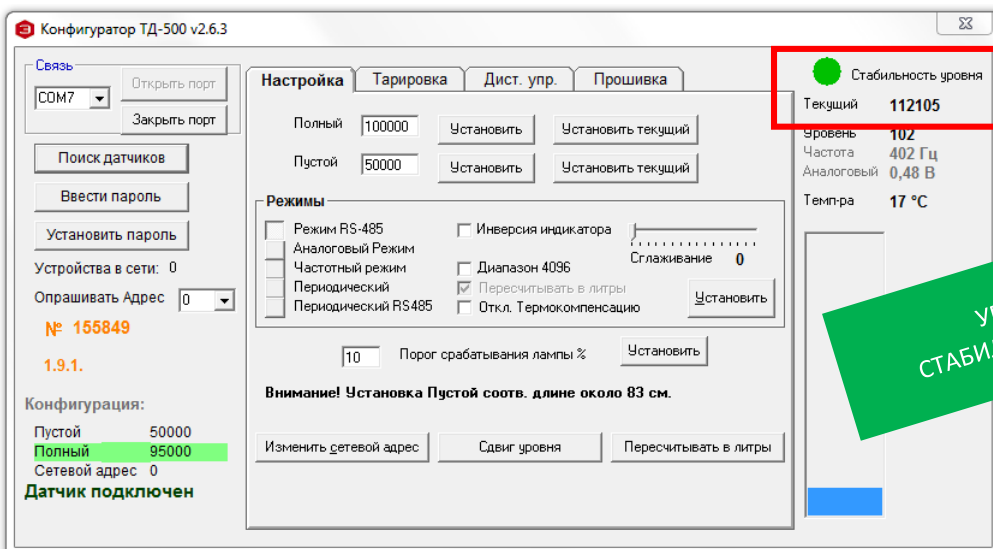 Конфигуратор ТД-500 v2.6.3
Связь
COM7
Открыть порт
Закрыть порт
Поиск датчиков
Ввести пароль
Установить пароль
Устройства в сети: 0
Опрашивать Адрес 0
№ 155849
1.9.1.
Конфигурация:
Пустой 50000
Полный 95000
Сетевой адрес 0
Датчик подключен
Настройка Тарировка Дист. упр. Прошивка
Полный 100000 Установить Установить текущий
Пустой 50000 Установить Установить текущий
Режимы
Режим RS-485
Аналоговый Режим
Частотный режим
Периодический
Периодический RS485
Инверсия индикатора
Диапазон 4096
Пересчитывать в литры
Откл. Термокомпенсацию
Сглаживание 0
Установить
10 Порог срабатывания лампы % Установить
Внимание! Установка Пустой соотв. длине около 83 см.
Изменить сетевой адрес Сдвиг уровня Пересчитывать в литры
Стабильность уровня
Текущий 112105
Уровень 102
Частота 402 Гц
Аналоговый 0,48 В
Темп-ра 17 °C